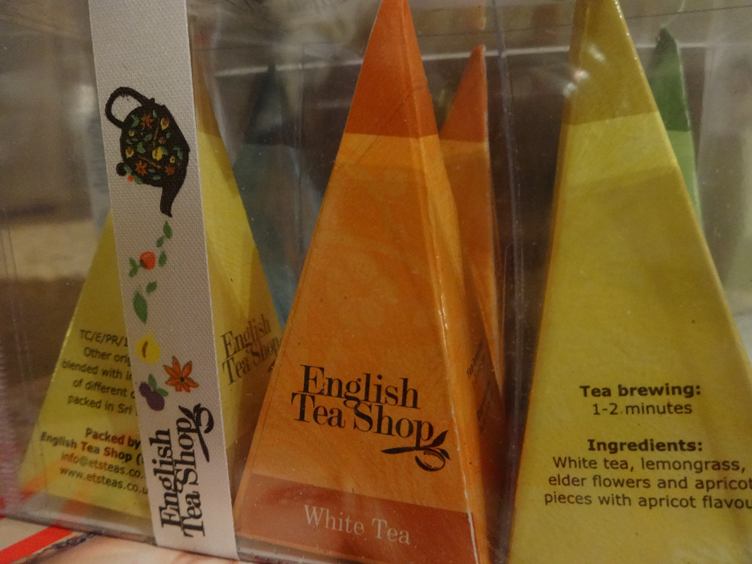 TC/E/PR/
Other
blended with
of different
packed in Sri
Packed by
English Tea Shop (
info@etsteas.co.
www.etsteas.co.u
English
Tea Shop
English
Tea Shop
English
Tea Shop
White Tea
Tea brewing:
1-2 minutes
Ingredients:
White tea, lemongrass,
elder flowers and apricot
pieces with apricot flavou